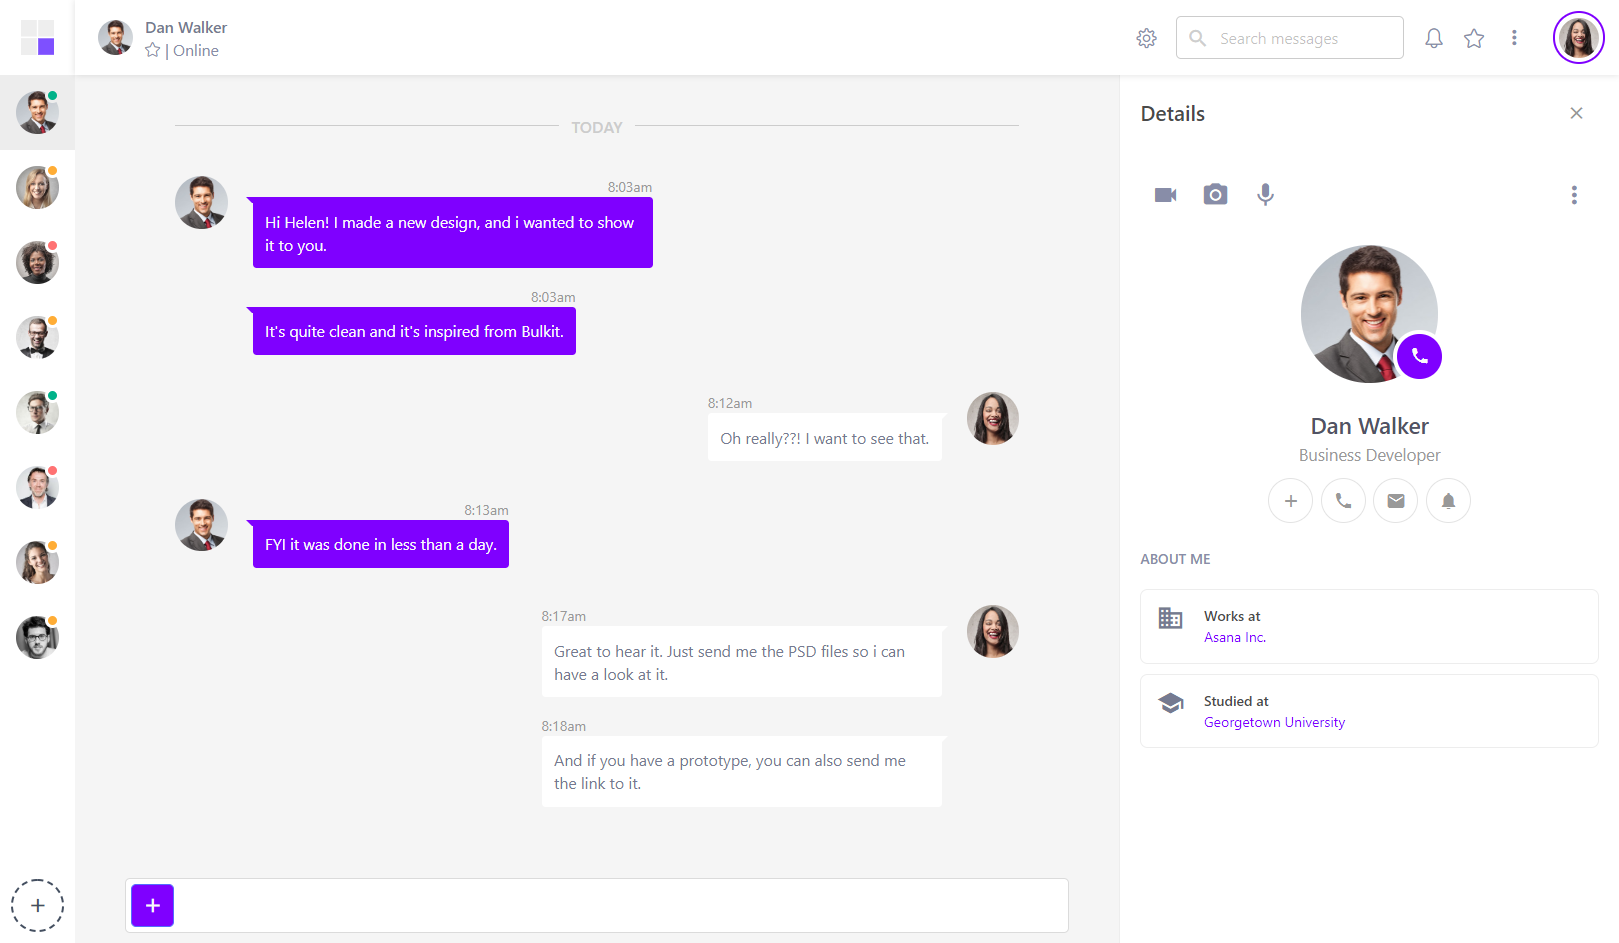 Dan Walker
| Online
Search messages
TODAY
8:03am
Hi Helen! I made a new design, and i wanted to show
it to you.
8:03am
It's quite clean and it's inspired from Bulkit.
8:12am
Oh really??! I want to see that.
8:13am
FYI it was done in less than a day.
8:17am
Great to hear it. Just send me the PSD files so i can
have a look at it.
8:18am
And if you have a prototype, you can also send me
the link to it.
Details
Dan Walker
Business Developer
ABOUT ME
Works at
Asana Inc.
Studied at
Georgetown University